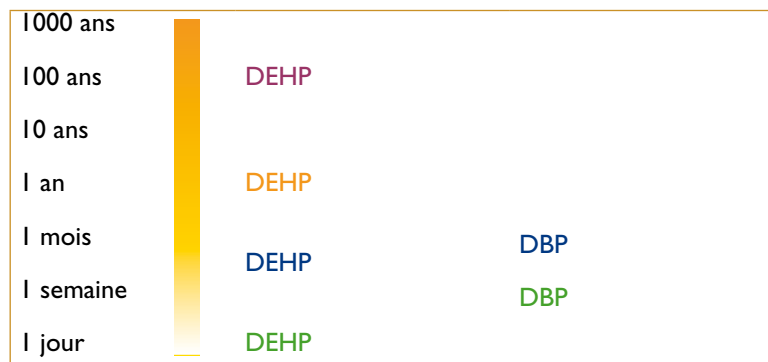 1000 ans
100 ans DEHP
10 ans
1 an DEHP
1 mois DBP
DEHP
1 semaine DBP
1 jour DEHP